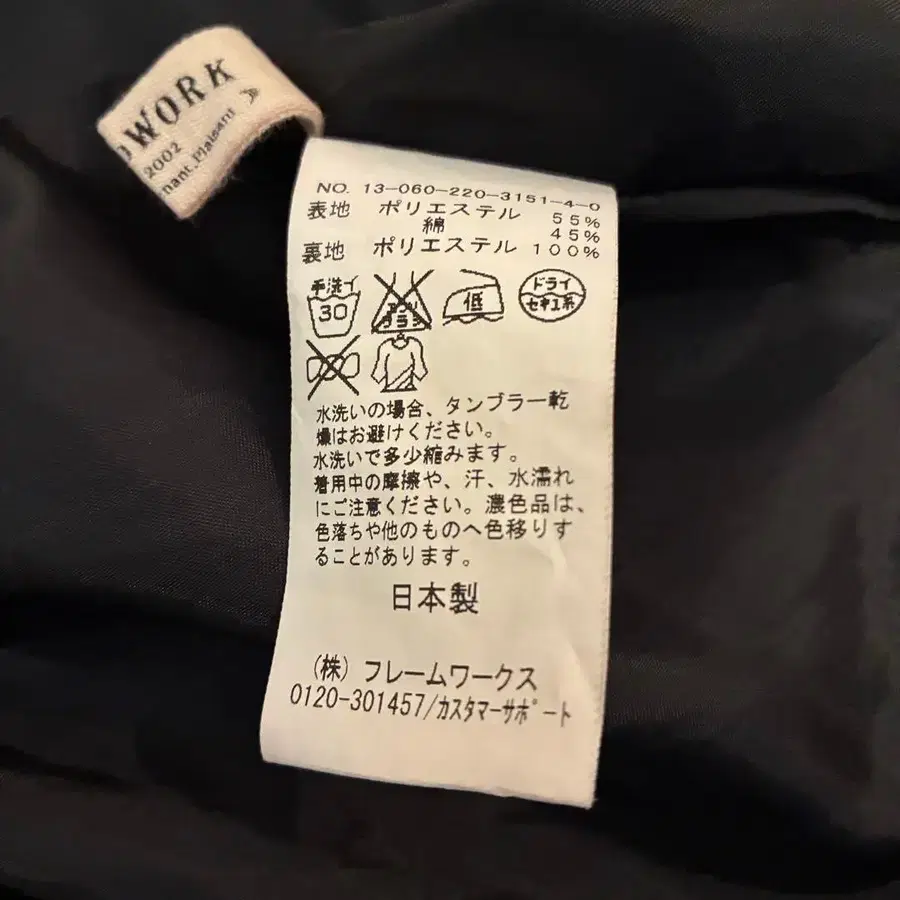 WORK
2002
nant Plaisant
NO. 13-060-220-3151-4-0
表地 ポリエステル 55%
綿 45%
裏地 ポリエステル 100%
手洗イ
30
低
ドライ
セキユ系
水洗いの場合、タンブラー乾
燥はお避けください。
水洗いで多少縮みます。
着用中の摩擦や、汗、水濡れ
にご注意ください。濃色品は、
色落ちや他のものへ色移りす
ることがあります。
日本製
(株)フレームワークス
0120-301457/カスタマーサポート